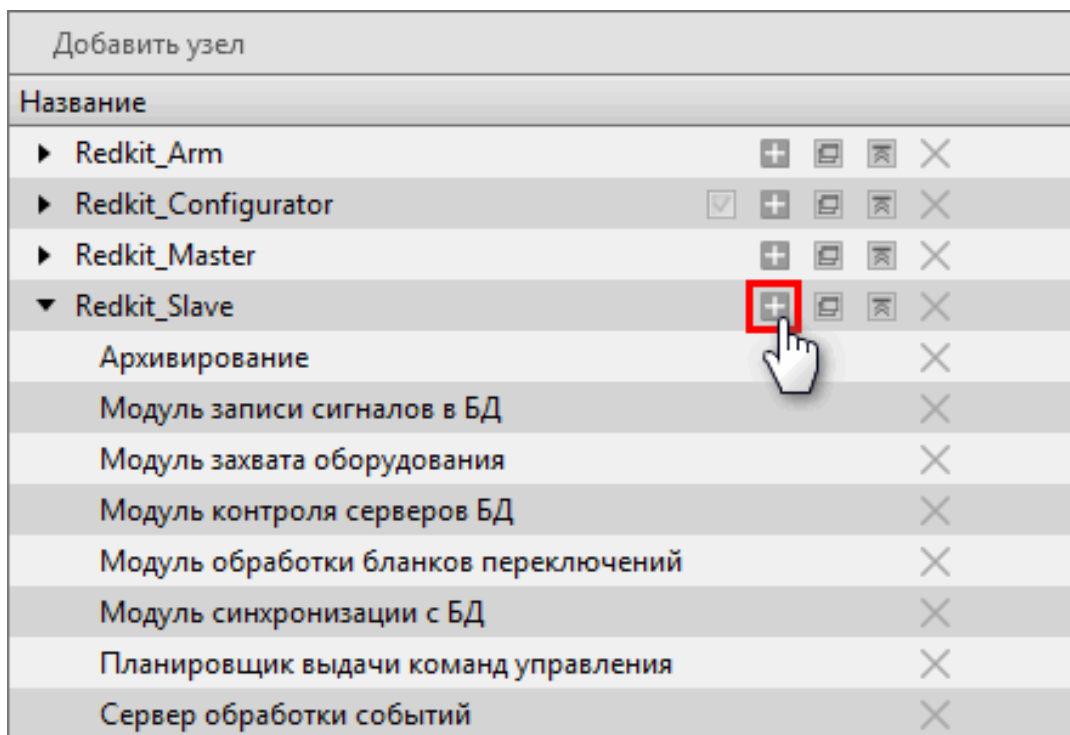 Добавить узел
Название
Redkit_Arm
Redkit_Configurator
Redkit_Master
Redkit_Slave
Архивирование
Модуль записи сигналов в БД
Модуль захвата оборудования
Модуль контроля серверов БД
Модуль обработки бланков переключений
Модуль синхронизации с БД
Планировщик выдачи команд управления
Сервер обработки событий